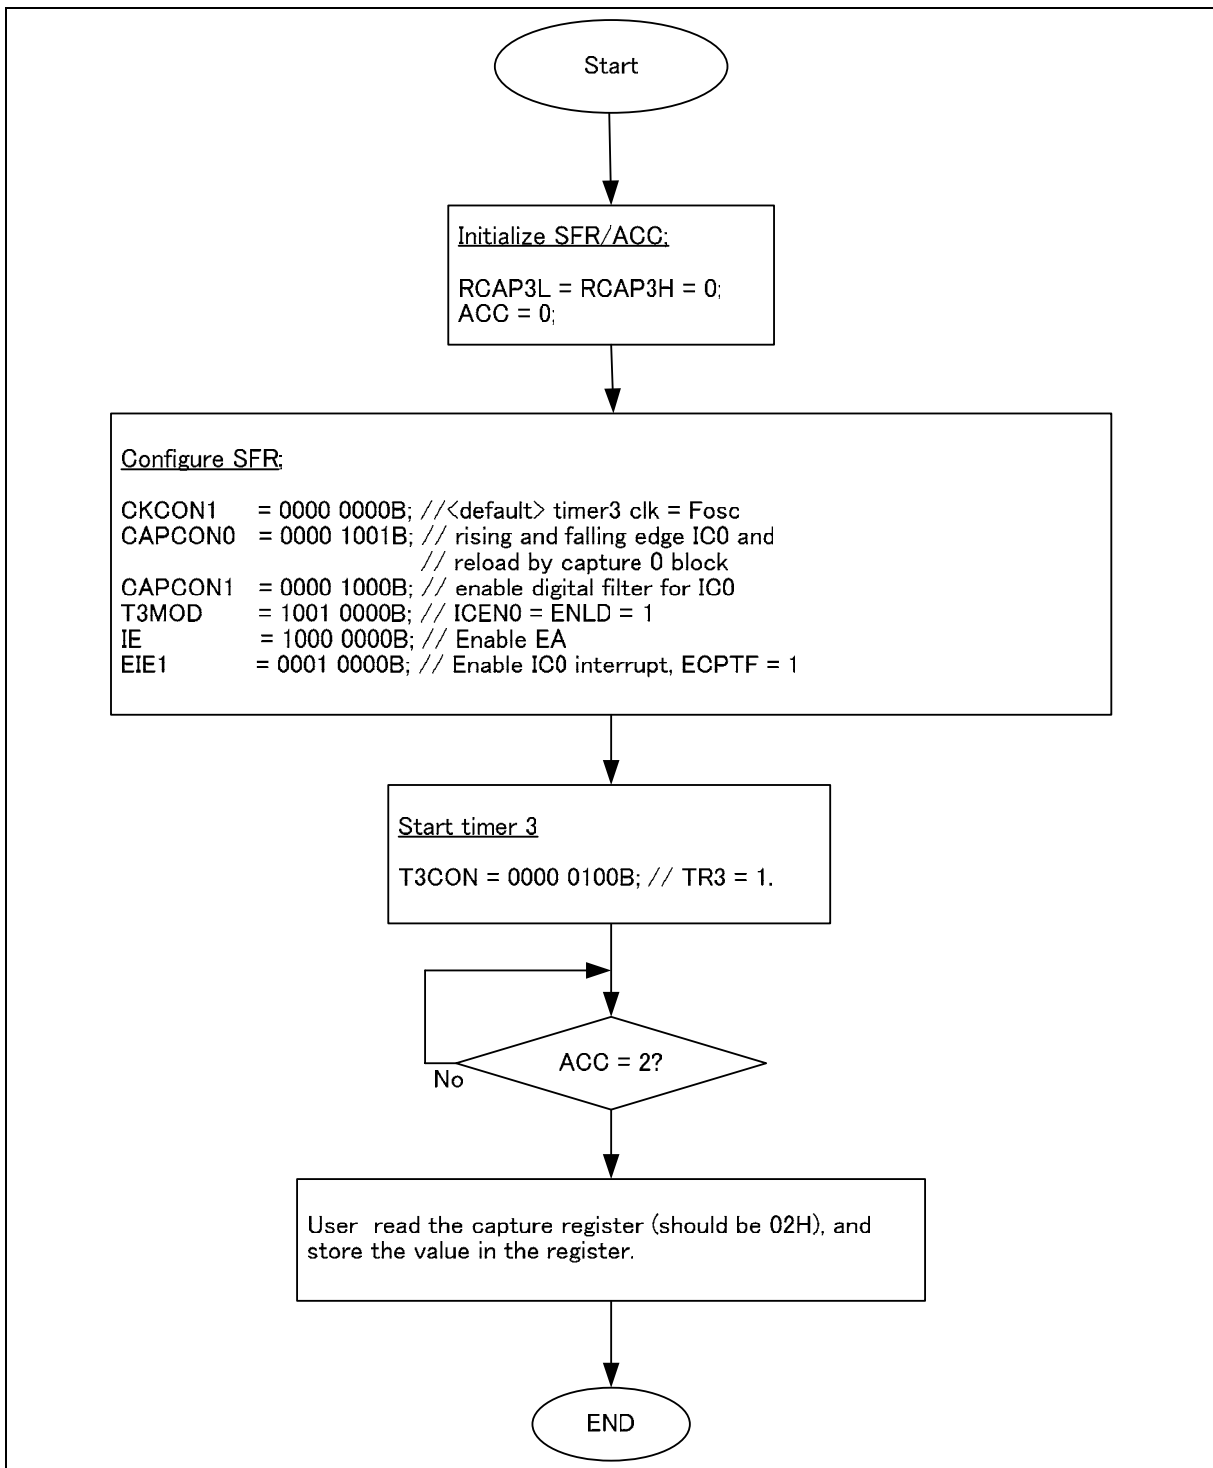 Start
Initialize SFR/ACC;
RCAP3L = RCAP3H = 0;
ACC = 0;
Configure SFR;
CKCON1 = 0000 0000B; //<default> timer3 clk = Fosc
CAPCON0 = 0000 1001B; // rising and falling edge IC0 and
// reload by capture 0 block
CAPCON1 = 0000 1000B; // enable digital filter for IC0
T3MOD = 1001 0000B; // ICEN0 = ENLD = 1
IE = 1000 0000B; // Enable EA
EIE1 = 0001 0000B; // Enable IC0 interrupt, ECPTF = 1
Start timer 3
T3CON = 0000 0100B; // TR3 = 1.
ACC = 2?
No
User read the capture register (should be 02H), and
store the value in the register.
END